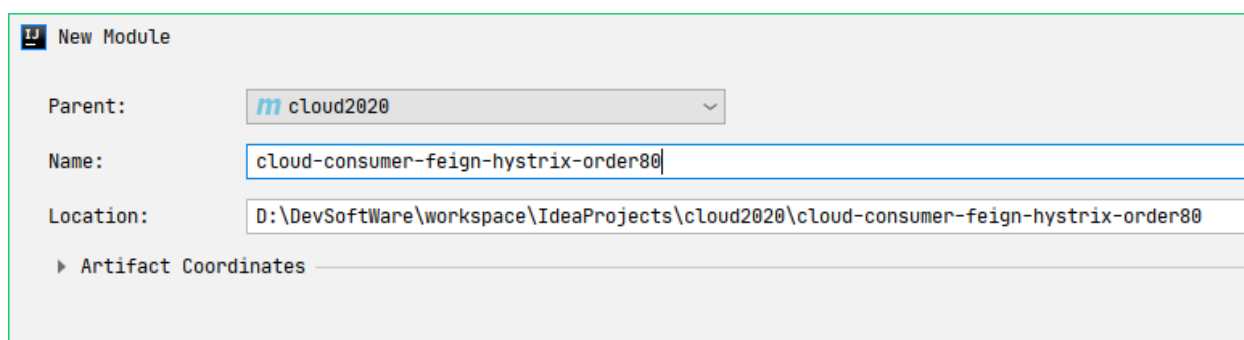 IJ New Module
Parent: m cloud2020
Name: cloud-consumer-feign-hystrix-order80
Location: D:\DevSoftWare\workspace\IdeaProjects\cloud2020\cloud-consumer-feign-hystrix-order80
Artifact Coordinates